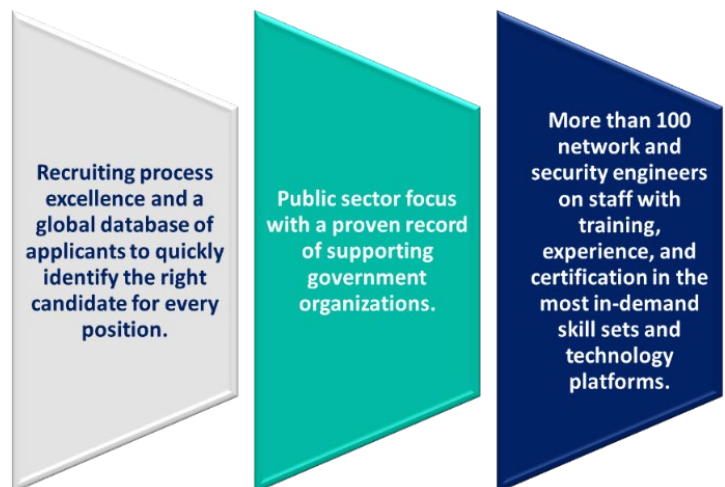 Recruiting process
excellence and a
global database of
applicants to quickly
identify the right
candidate for every
position.
Public sector focus
with a proven record
of supporting
government
organizations.
More than 100
network and
security engineers
on staff with
training,
experience, and
certification in the
most in-demand
skill sets and
technology
platforms.